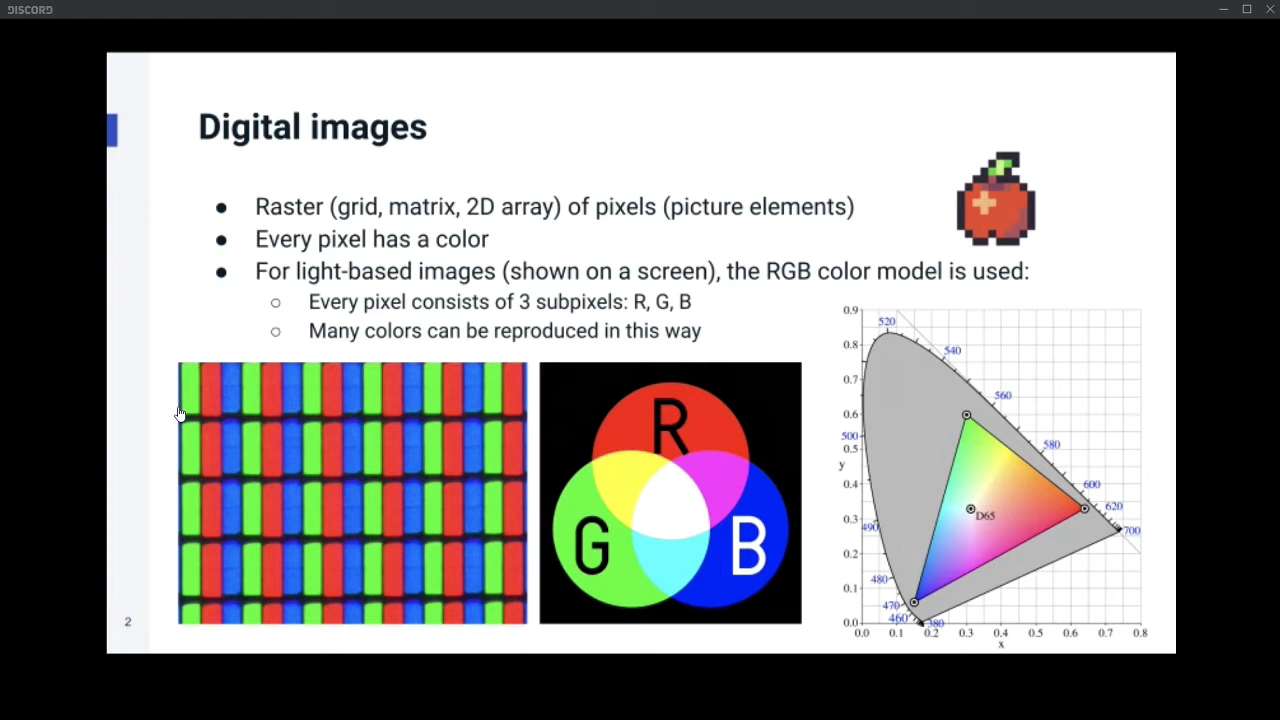 DISCORD
Digital images
● Raster (grid, matrix, 2D array) of pixels (picture elements)
● Every pixel has a color
● For light-based images (shown on a screen), the RGB color model is used:
○ Every pixel consists of 3 subpixels: R, G, B
○ Many colors can be reproduced in this way
R
G B
0.9
0.8
0.7
0.6
0.5
0.4
0.3
0.2
0.1
0.0
y
520
540
560
500
580
600
620
490
700
480
470
460
380
D65
0.0 0.1 0.2 0.3 0.4 0.5 0.6 0.7 0.8
x
2